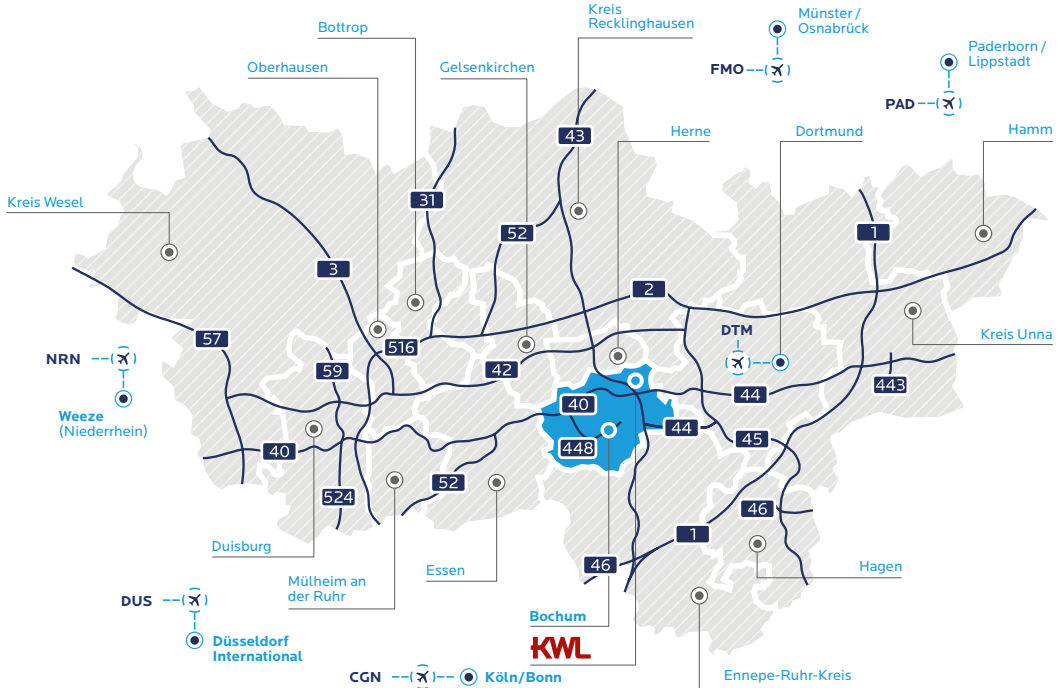 Kreis
Recklinghausen
Münster /
Osnabrück
Bottrop
Paderborn /
Lippstadt
Oberhausen
Gelsenkirchen
FMO
PAD
43
Herne
Dortmund
Hamm
Kreis Wesel
31
52
1
3
2
57
516
DTM
Kreis Unna
NRN
59
42
443
44
40
Weeze
(Niederrhein)
44
45
40
448
52
524
46
1
Duisburg
46
Essen
Hagen
Mülheim an
der Ruhr
DUS
Bochum
Düsseldorf
International
KWL
CGN
Köln/Bonn
Ennepe-Ruhr-Kreis